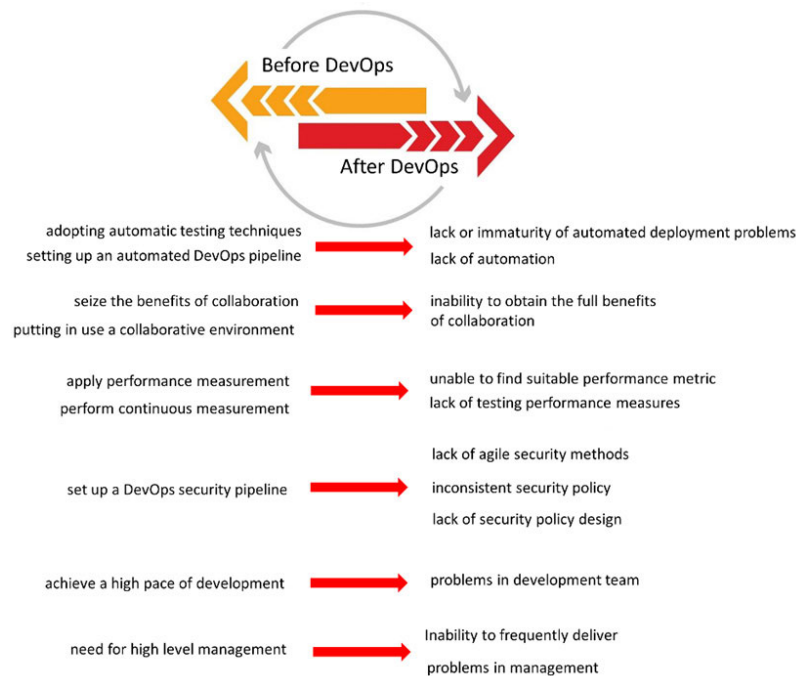 Before DevOps
After DevOps
adopting automatic testing techniques
setting up an automated DevOps pipeline
lack or immaturity of automated deployment problems
lack of automation
seize the benefits of collaboration
putting in use a collaborative environment
inability to obtain the full benefits
of collaboration
apply performance measurement
perform continuous measurement
unable to find suitable performance metric
lack of testing performance measures
set up a DevOps security pipeline
lack of agile security methods
inconsistent security policy
lack of security policy design
achieve a high pace of development
problems in development team
need for high level management
Inability to frequently deliver
problems in management